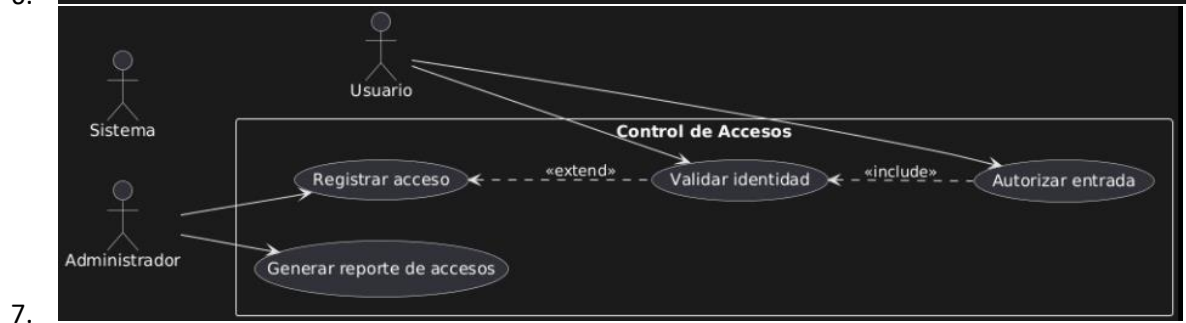 Usuario
Sistema
Control de Accesos
Registrar acceso
«extend»
Validar identidad
«include»
Autorizar entrada
Administrador
Generar reporte de accesos
7.